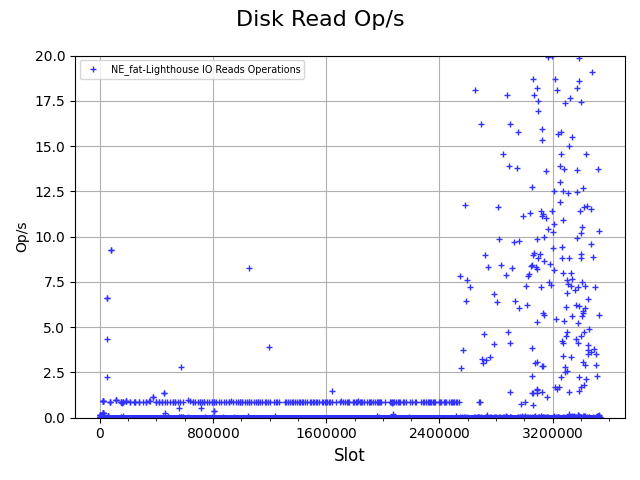 Disk Read Op/s
NE_fat-Lighthouse IO Reads Operations
20.0
17.5
15.0
12.5
10.0
7.5
5.0
2.5
0.0
Op/s
0 800000 1600000 2400000 3200000
Slot